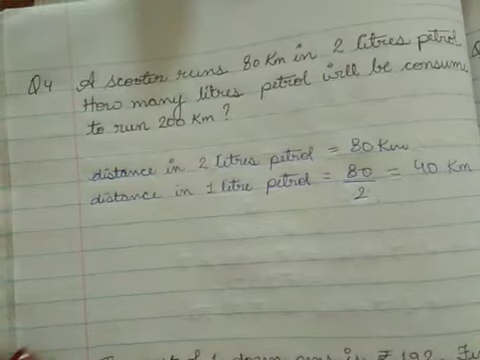 Q4 A scooter runs 80 Km in 2 litres petrol.
How many litres petrol will be consum
to run 200 Km ?
distance in 2 litres petrol = 80 Km
distance in 1 litre petrol = 80/2 = 40 Km